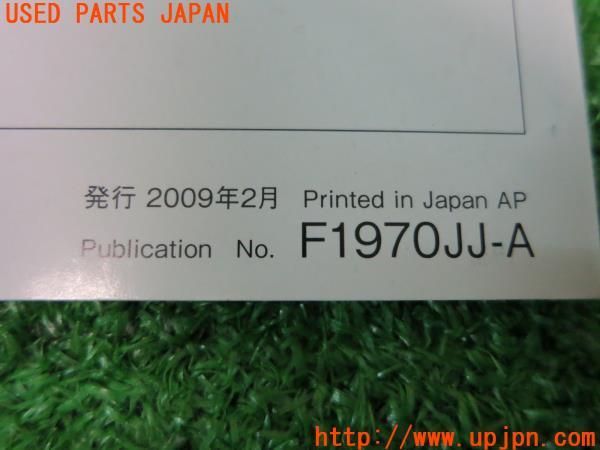 USED PARTS JAPAN
発行 2009年2月 Printed in Japan AP
Publication No. F1970JJ-A
http://www.upjpn.com